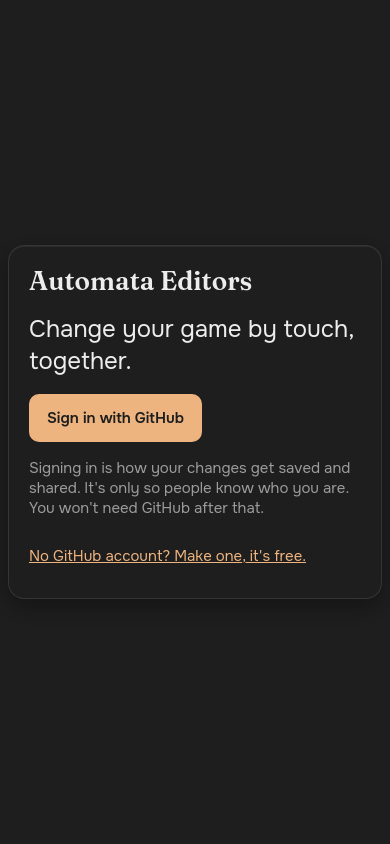 Automata Editors
Change your game by touch,
together.
Sign in with GitHub
Signing in is how your changes get saved and
shared. It's only so people know who you are.
You won't need GitHub after that.
No GitHub account? Make one, it's free.